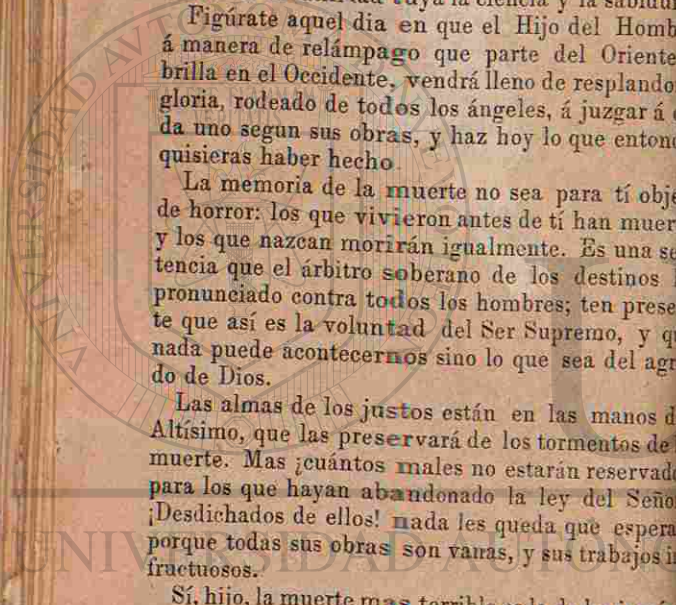 Figúrate aquel dia en que el Hijo del Homb
á manera de relámpago que parte del Oriente
brilla en el Occidente, vendrá lleno de resplando
gloria, rodeado de todos los ángeles, á juzgar á
da uno segun sus obras, y haz hoy lo que enton
quisieras haber hecho.
La memoria de la muerte no sea para tí obje
de horror: los que vivieron antes de tí han muer
y los que nazcan morirán igualmente. Es una se
tencia que el árbitro soberano de los destinos
pronunciado contra todos los hombres; ten prese
te que así es la voluntad del Ser Supremo, y qu
nada puede acontecernos sino lo que sea del agr
do de Dios.
Las almas de los justos están en las manos d
Altísimo, que las preservará de los tormentos de
muerte. Mas ¡cuántos males no estarán reservad
para los que hayan abandonado la ley del Seño
¡Desdichados de ellos! nada les queda que espera
porque todas sus obras son vanas, y sus trabajos i
fructuosos.
Sí, hijo, la muerte mas terrible